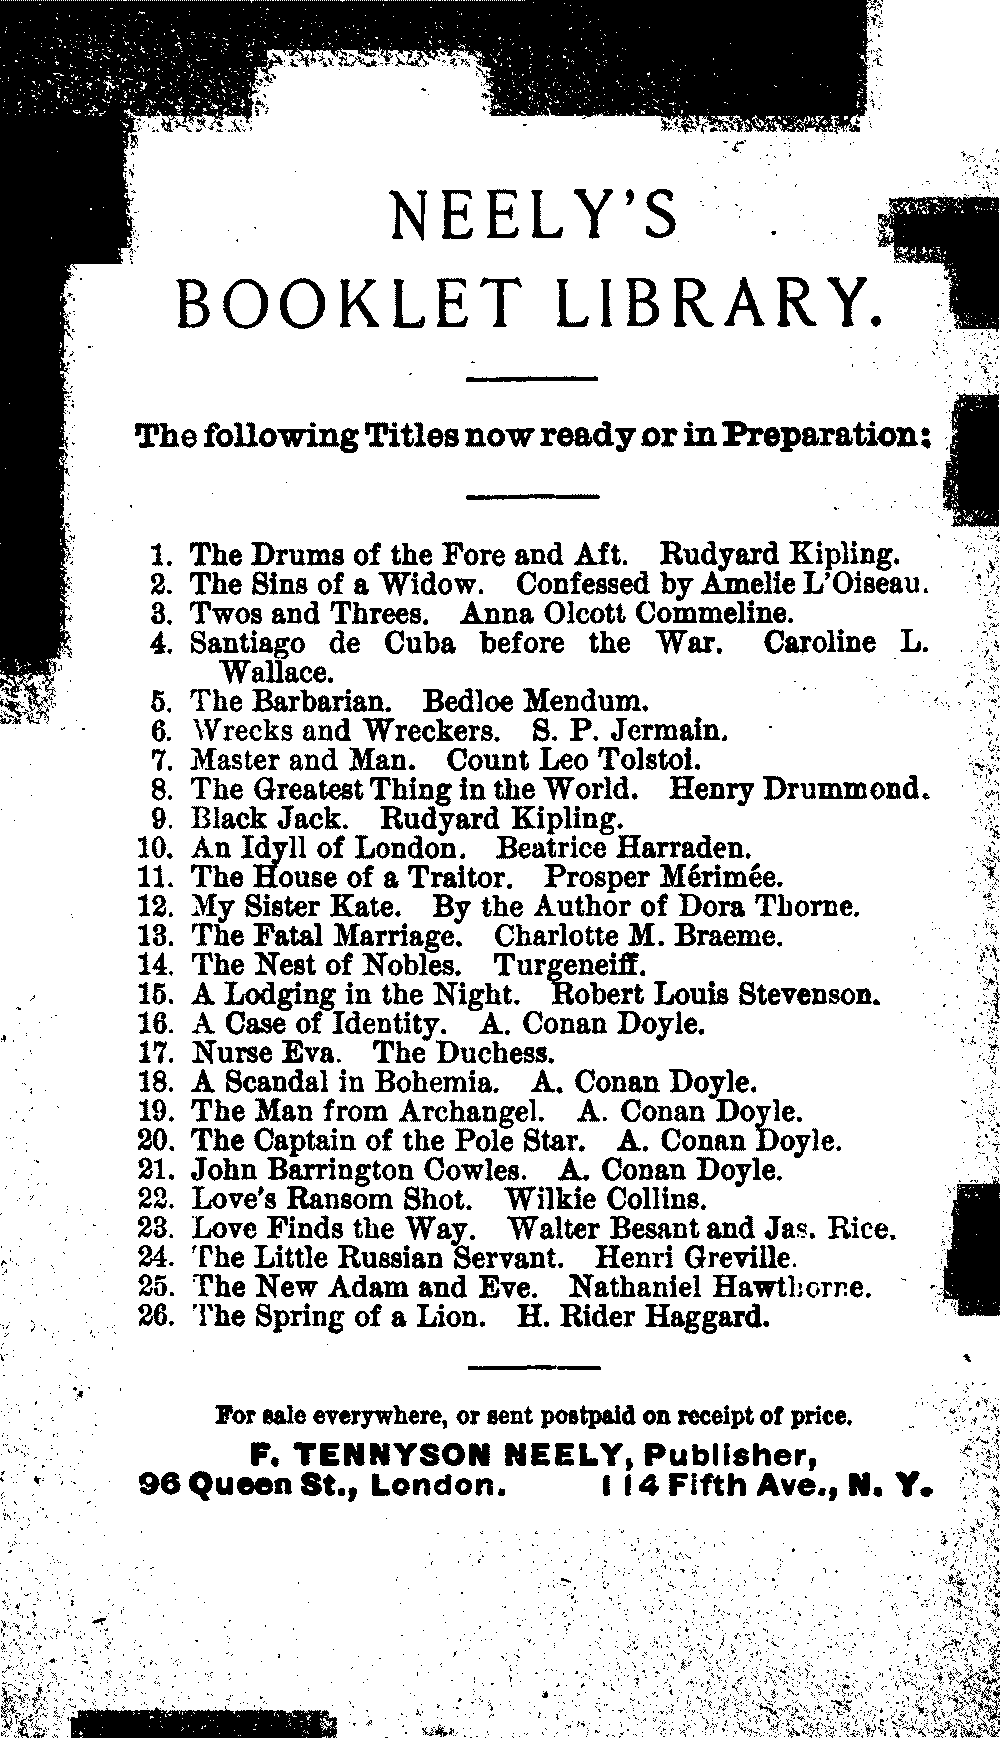 NEELY'S
BOOKLET LIBRARY.
The following Titles now ready or in Preparation:
1. The Drums of the Fore and Aft. Rudyard Kipling.
2. The Sins of a Widow. Confessed by Amelie L'Oiseau.
3. Twos and Threes. Anna Olcott Commeline.
4. Santiago de Cuba before the War. Caroline L.
Wallace.
5. The Barbarian. Bedloe Mendum.
6. Wrecks and Wreckers. S. P. Jermain.
7. Master and Man. Count Leo Tolstoi.
8. The Greatest Thing in the World. Henry Drummond.
9. Black Jack. Rudyard Kipling.
10. An Idyll of London. Beatrice Harraden.
11. The House of a Traitor. Prosper Mérimée.
12. My Sister Kate. By the Author of Dora Thorne.
13. The Fatal Marriage. Charlotte M. Braeme.
14. The Nest of Nobles. Turgeneiff.
15. A Lodging in the Night. Robert Louis Stevenson.
16. A Case of Identity. A. Conan Doyle.
17. Nurse Eva. The Duchess.
18. A Scandal in Bohemia. A. Conan Doyle.
19. The Man from Archangel. A. Conan Doyle.
20. The Captain of the Pole Star. A. Conan Doyle.
21. John Barrington Cowles. A. Conan Doyle.
22. Love's Ransom Shot. Wilkie Collins.
23. Love Finds the Way. Walter Besant and Jas. Rice.
24. The Little Russian Servant. Henri Greville.
25. The New Adam and Eve. Nathaniel Hawthorne.
26. The Spring of a Lion. H. Rider Haggard.
For sale everywhere, or sent postpaid on receipt of price.
F. TENNYSON NEELY, Publisher,
96 Queen St., London. 114 Fifth Ave., N. Y.